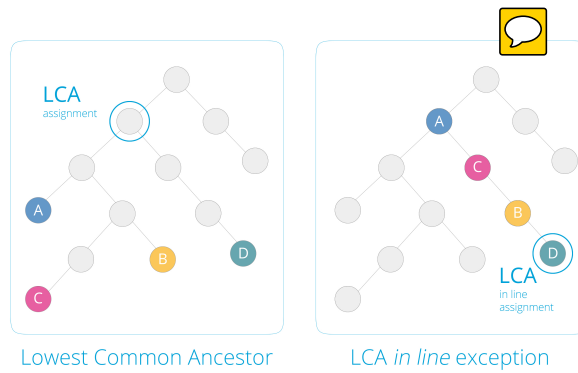 LCA
assignment
A
B
D
C
Lowest Common Ancestor
A
C
B
D
LCA
in line
assignment
LCA in line exception